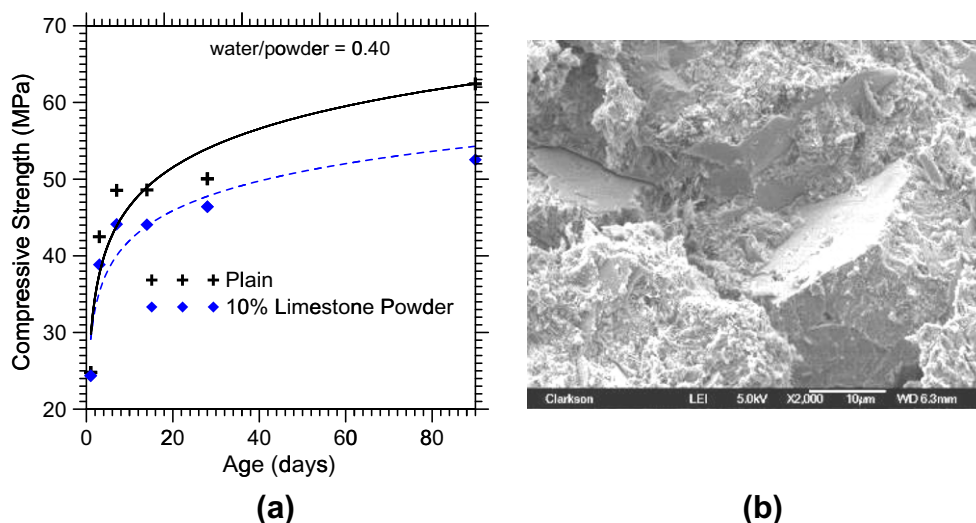 water/powder = 0.40
Compressive Strength (MPa)
70
60
50
40
30
20
Plain
10% Limestone Powder
0 20 40 60 80
Age (days)
(a)
Clarkson LEI 5.0kV X2,000 10µm WD 6.3mm
(b)